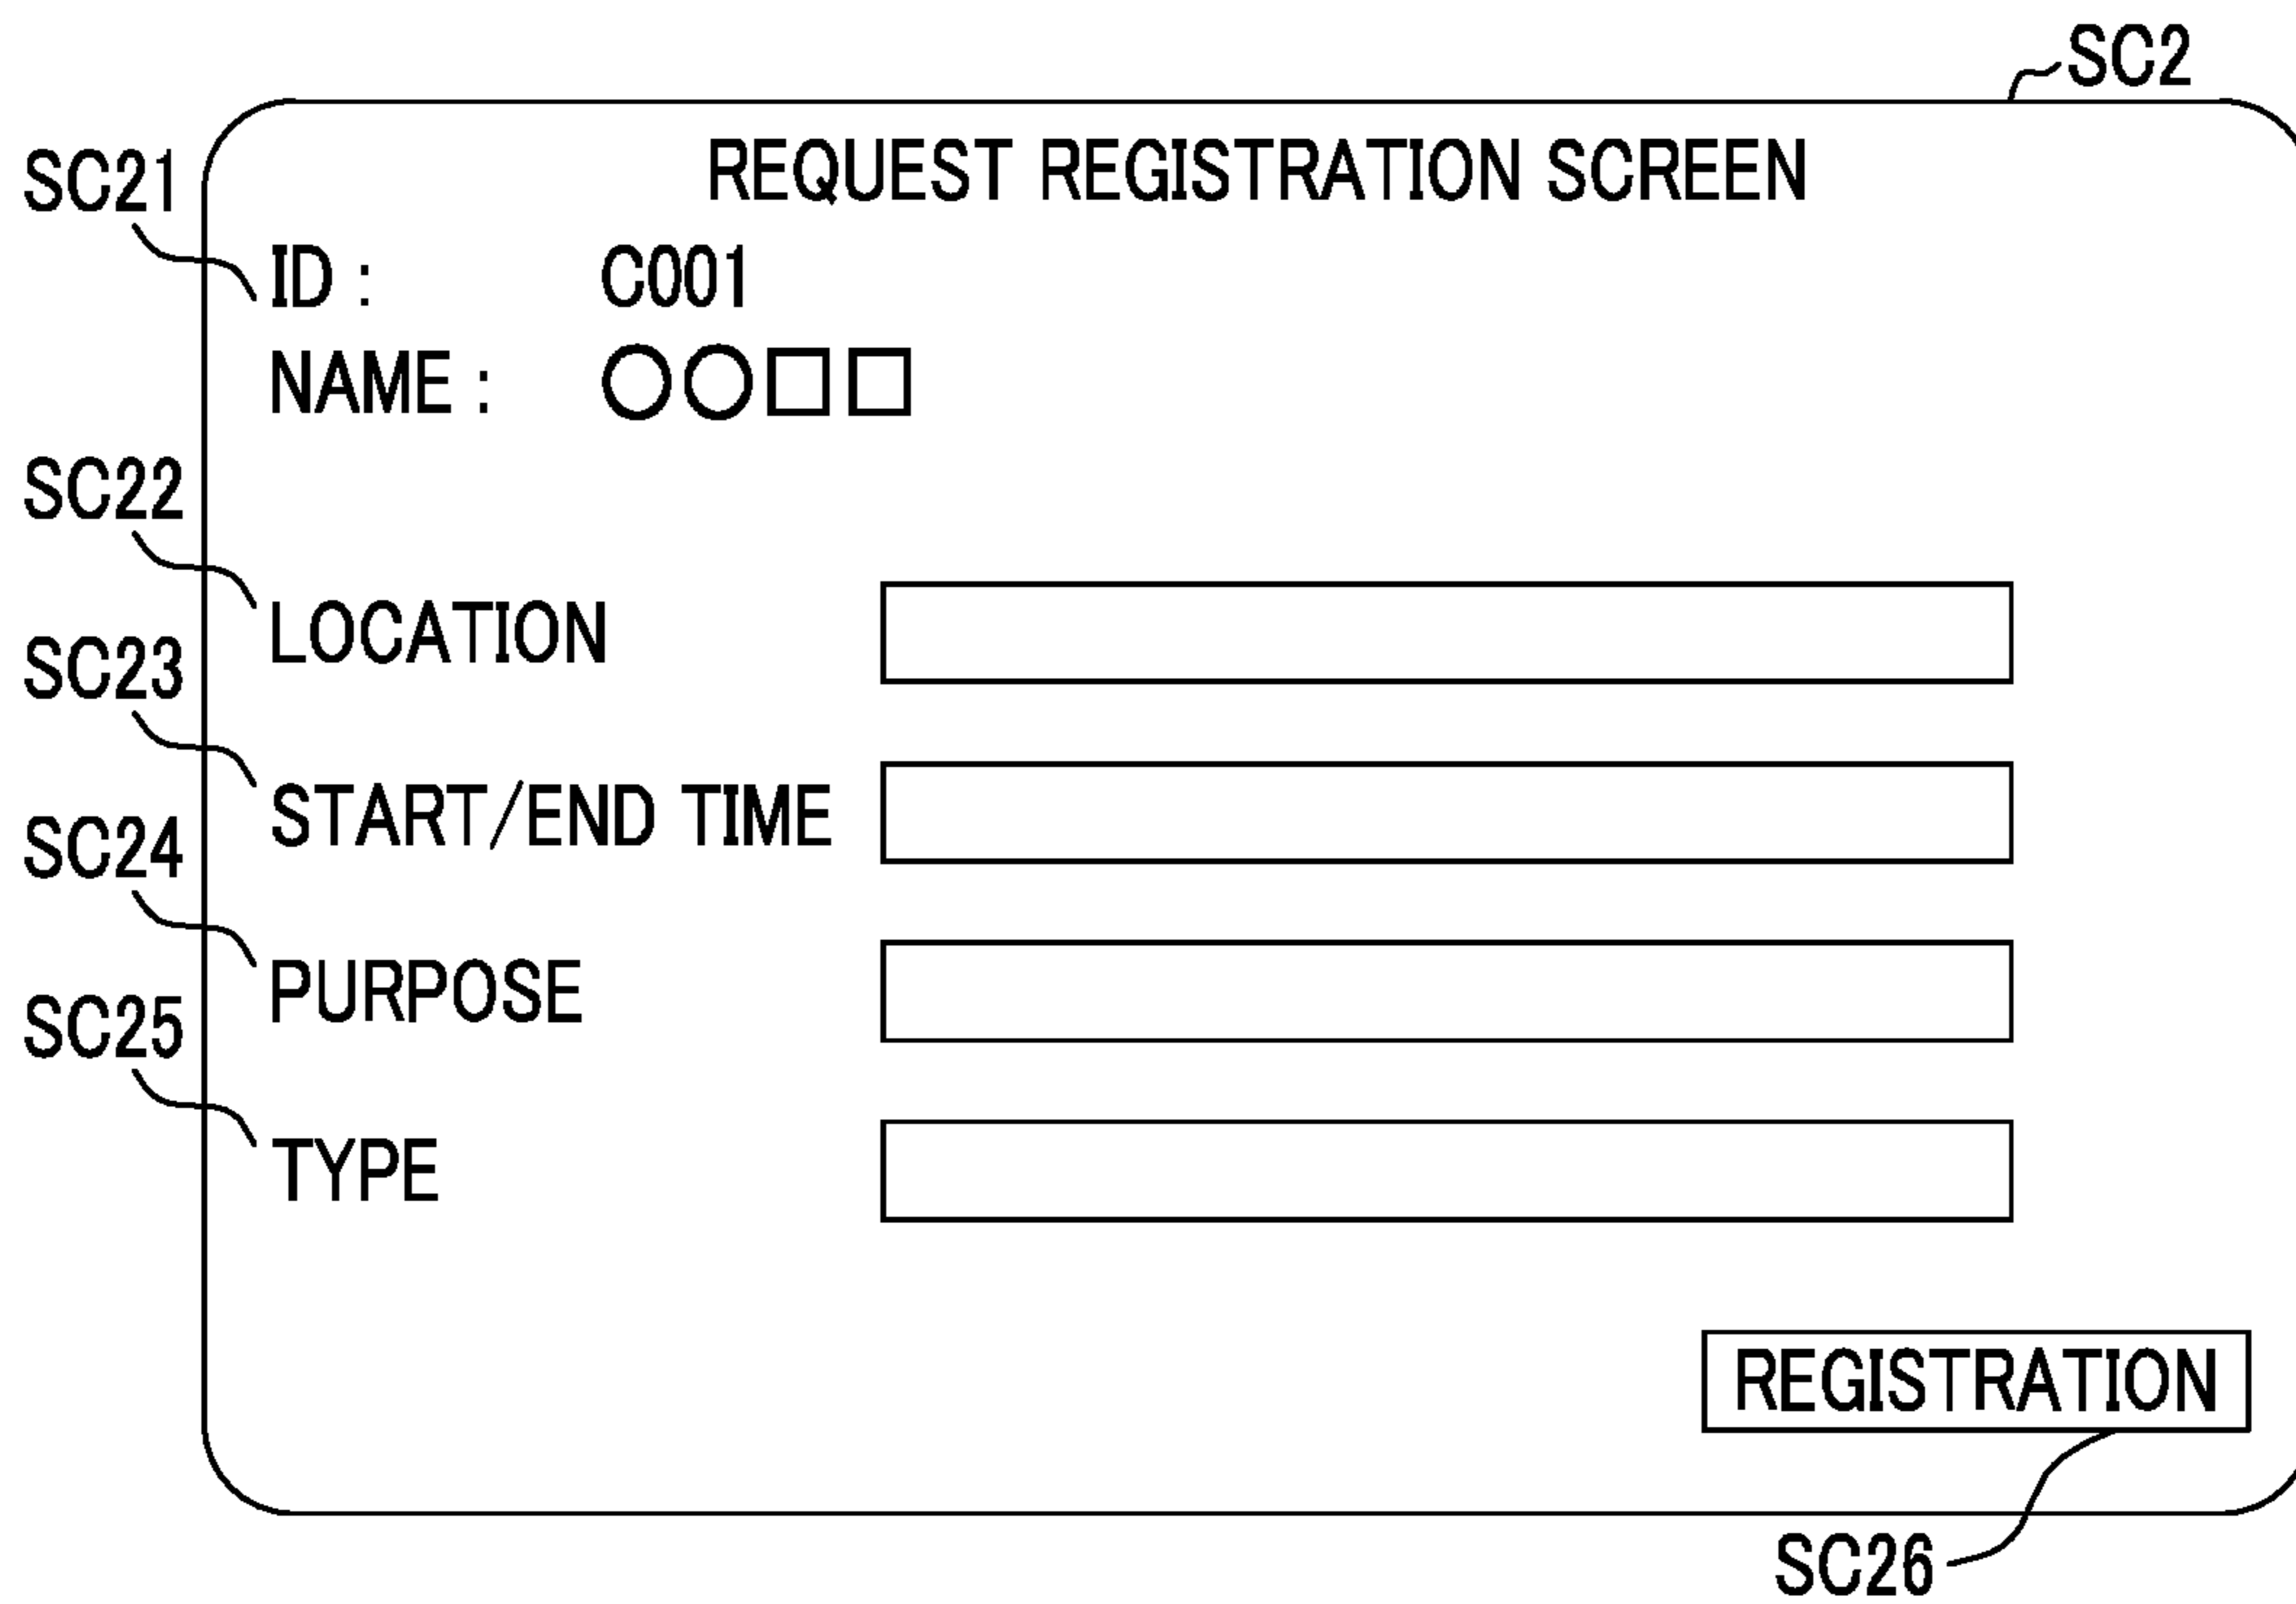 SC2
REQUEST REGISTRATION SCREEN
SC21
ID : C001
NAME : ○○□□
SC22
LOCATION
SC23
START/END TIME
SC24
PURPOSE
SC25
TYPE
REGISTRATION
SC26